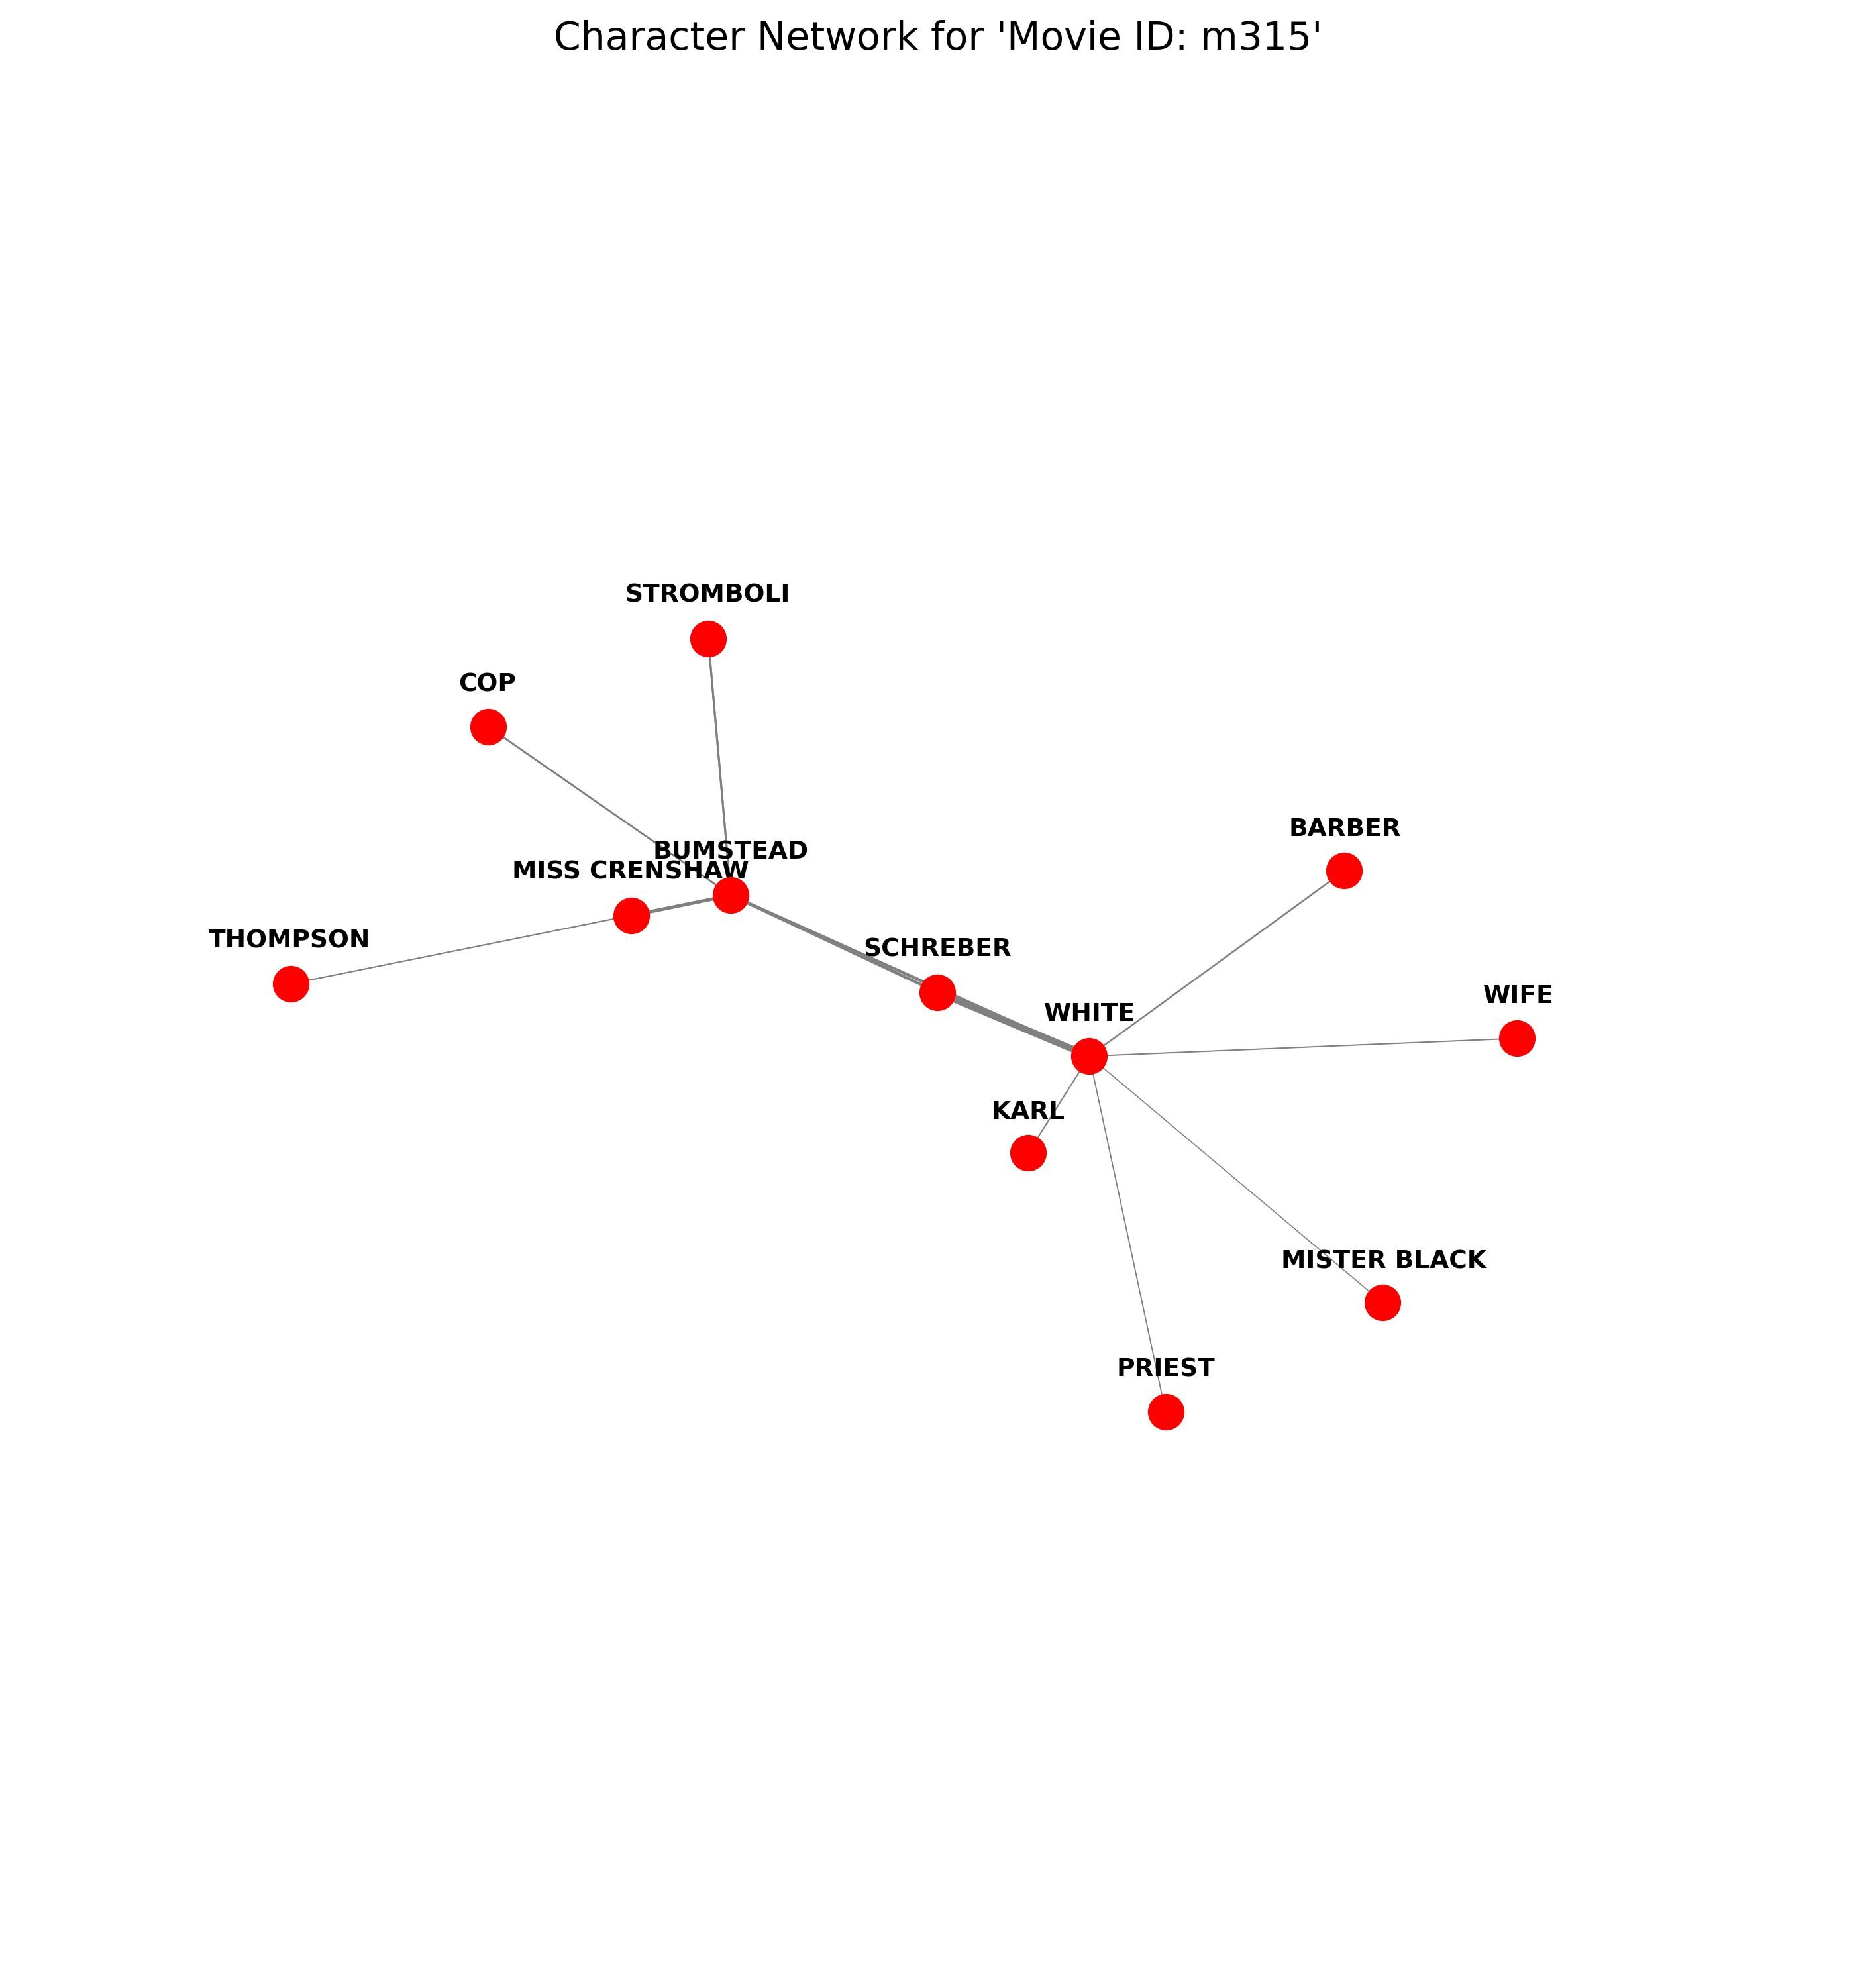 Character Network for 'Movie ID: m315'
STROMBOLI
COP
BARBER
BUMSTEAD
MISS CRENSHAW
THOMPSON
SCHREBER
WIFE
WHITE
KARL
MISTER BLACK
PRIEST